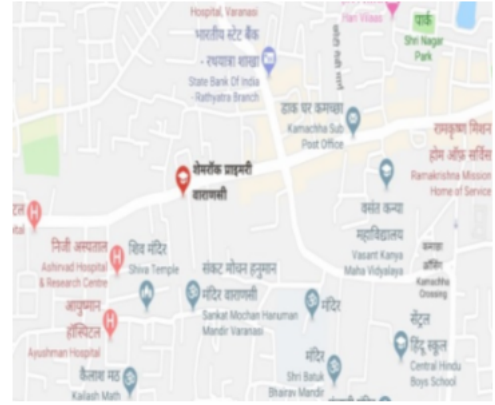 Hospital, Varanasi
भारतीय स्टेट बैंक
- रथयात्रा शाखा
State Bank Of India
- Rathyatra Branch
Hari Vilaas
पार्क
Shri Nagar
Park
डाक घर कमच्छा
Kamachha Sub
Post Office
रामकृष्ण मिशन
होम ऑफ़ सर्विस
Ramakrishna Mission
Home of Service
शेमरॉक प्राइमरी
वाराणसी
वसंत कन्या
महाविद्यालय
Vasant Kanya
Maha Vidyalaya
कमाछा
क्रॉसिंग
Kamachha
Crossing
निजी अस्पताल
Ashirvad Hospital
& Research Centre
शिव मंदिर
Shiva Temple
संकट मोचन हनुमान
मंदिर वाराणसी
Sankat Mochan Hanuman
Mandir Varanasi
मंदिर
आयुष्मान
हॉस्पिटल
Ayushman Hospital
सेंट्रल
हिंदू स्कूल
Central Hindu
Boys School
मंदिर
Shri Batuk
Bhairav Mandir
कैलाश मठ
Kailash Math